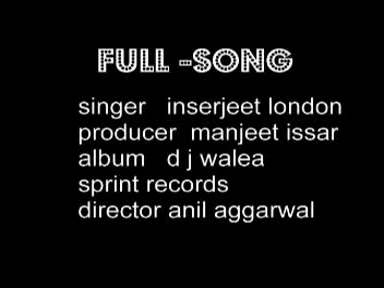 FULL -SONG
singer inserjeet london
producer manjeet issar
album d j walea
sprint records
director anil aggarwal